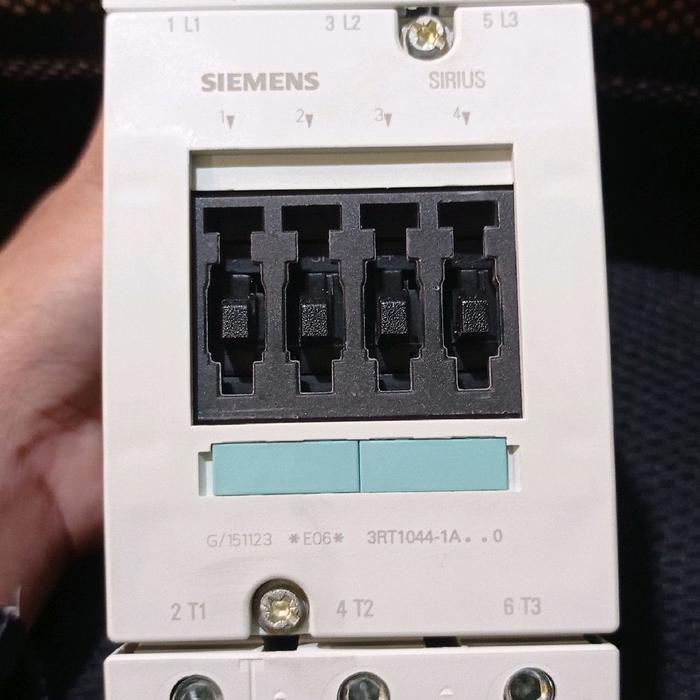 1 L1 3 L2 5 L3
SIEMENS SIRIUS
1 2 3 4
G/151123 *E06* 3RT1044-1A..0
2 T1 4 T2 6 T3